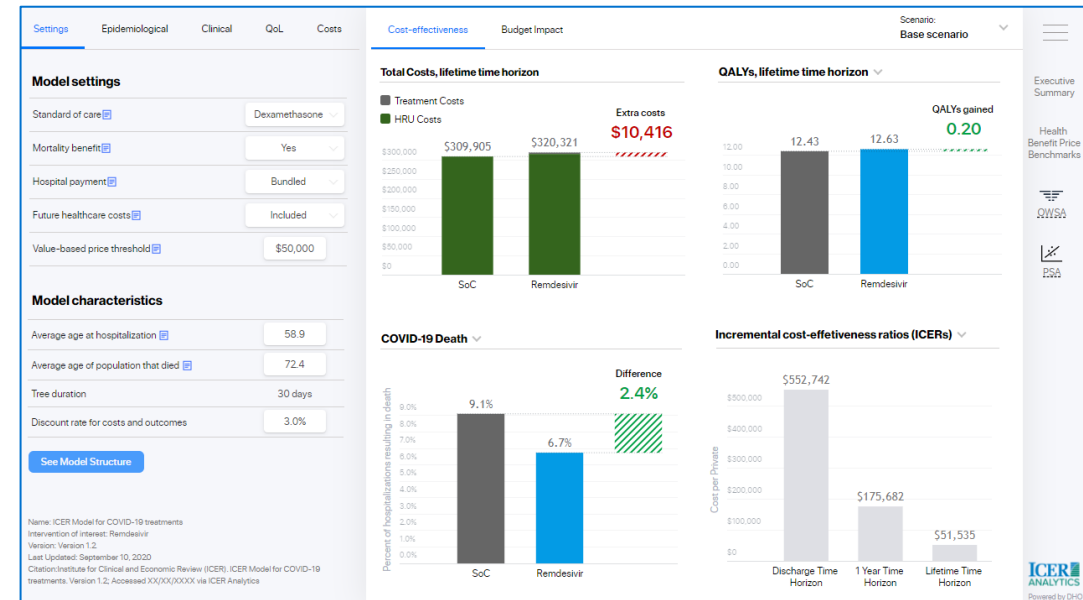 Settings Epidemiological Clinical QoL Costs
Model settings
Standard of care Dexamethasone
Mortality benefit Yes
Hospital payment Bundled
Future healthcare costs Included
Value-based price threshold $50,000
Model characteristics
Average age at hospitalization 58.9
Average age of population that died 72.4
Tree duration 30 days
Discount rate for costs and outcomes 3.0%
See Model Structure
Name: ICER Model for COVID-19 treatments
Intervention of interest: Remdesivir
Version: Version 1.2
Last Updated: September 10, 2020
Citation:Institute for Clinical and Economic Review (ICER). ICER Model for COVID-19
treatments. Version 1.2; Accessed XX/XX/XXXX via ICER Analytics
Cost-effectiveness Budget Impact
Scenario:
Base scenario
Total Costs, lifetime time horizon
Treatment Costs
HRU Costs
Extra costs
$10,416
$309,905 $320,321
$300,000
$250,000
$200,000
$150,000
$100,000
$50,000
$0
SoC Remdesivir
QALYs, lifetime time horizon
QALYs gained
0.20
12.43 12.63
12.00
10.00
8.00
6.00
4.00
2.00
0.00
SoC Remdesivir
COVID-19 Death
Difference
2.4%
9.1%
6.7%
Percent of hospitalizations resulting in death
9.0%
8.0%
7.0%
6.0%
5.0%
4.0%
3.0%
2.0%
1.0%
0.0%
SoC Remdesivir
Incremental cost-effetiveness ratios (ICERs)
$552,742
$175,682
$51,535
Cost per Private
$500,000
$400,000
$300,000
$200,000
$100,000
$0
Discharge Time 1 Year Time Lifetime Time
Horizon Horizon Horizon
Executive
Summary
Health
Benefit Price
Benchmarks
OWSA
PSA
ICER
ANALYTICS
Powered by DHO